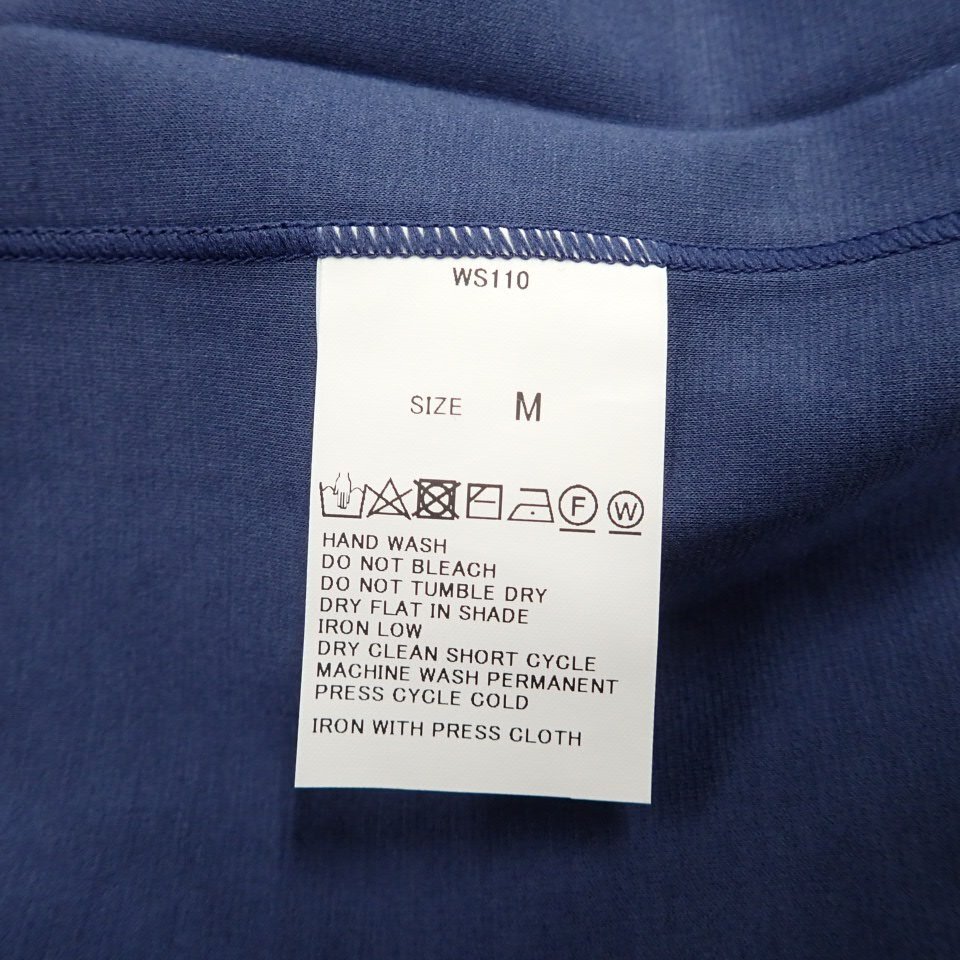 WS110
SIZE M
F W
HAND WASH
DO NOT BLEACH
DO NOT TUMBLE DRY
DRY FLAT IN SHADE
IRON LOW
DRY CLEAN SHORT CYCLE
MACHINE WASH PERMANENT
PRESS CYCLE COLD
IRON WITH PRESS CLOTH